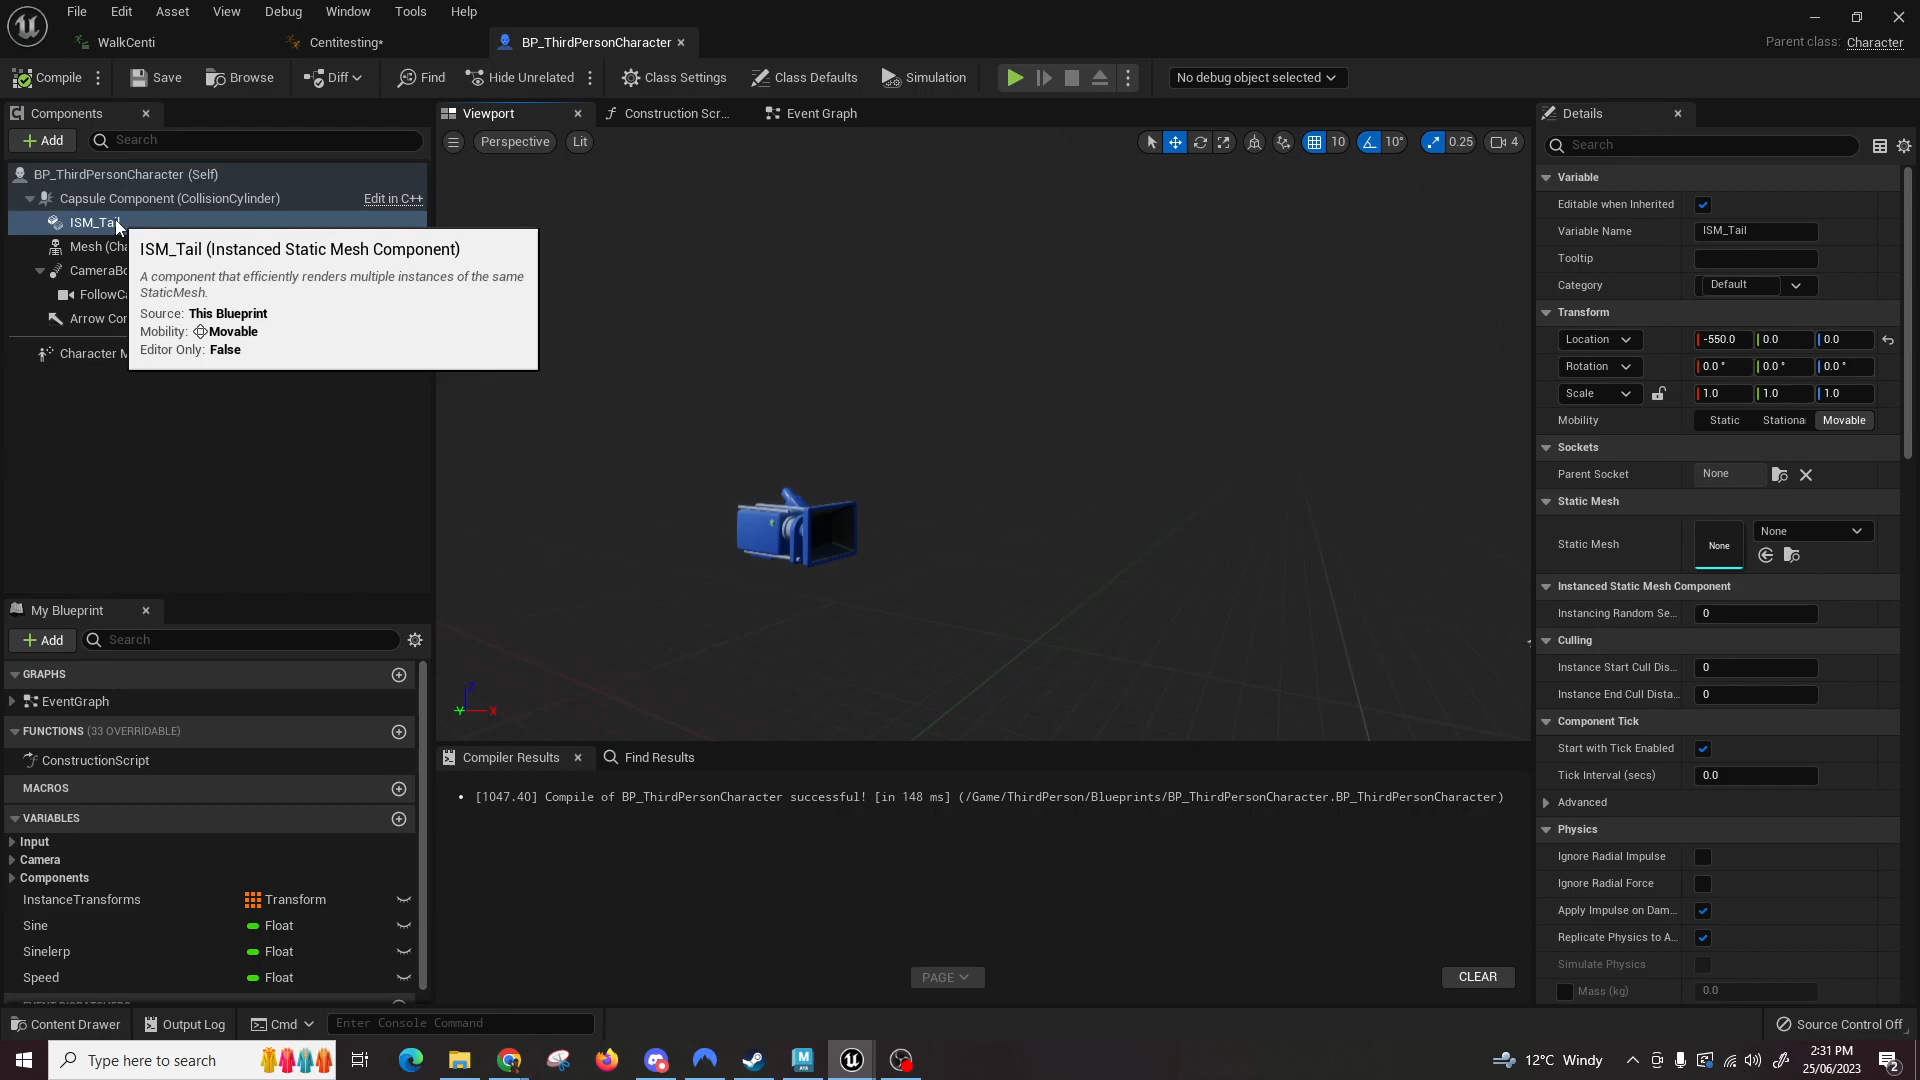 File Edit Asset View Debug Window Tools Help
WalkCenti Centitesting* BP_ThirdPersonCharacter
Parent class: Character
Compile Save Browse Diff Find Hide Unrelated Class Settings Class Defaults Simulation No debug object selected
Components
Add Search
BP_ThirdPersonCharacter (Self)
Capsule Component (CollisionCylinder) Edit in C++
ISM_Tail
Mesh (Cha
CameraBo
FollowCa
Arrow Cor
Character M
ISM_Tail (Instanced Static Mesh Component)
A component that efficiently renders multiple instances of the same
StaticMesh.
Source: This Blueprint
Mobility: Movable
Editor Only: False
My Blueprint
Add Search
GRAPHS
EventGraph
FUNCTIONS (33 OVERRIDABLE)
ConstructionScript
MACROS
VARIABLES
Input
Camera
Components
InstanceTransforms Transform
Sine Float
Sinelerp Float
Speed Float
EVENT DISPATCHERS
Viewport Construction Scr... Event Graph
Perspective Lit 10 10° 0.25 4
Z
Y X
Compiler Results Find Results
[1047.40] Compile of BP_ThirdPersonCharacter successful! [in 148 ms] (/Game/ThirdPerson/Blueprints/BP_ThirdPersonCharacter.BP_ThirdPersonCharacter)
PAGE CLEAR
Details
Search
Variable
Editable when Inherited
Variable Name ISM_Tail
Tooltip
Category Default
Transform
Location -550.0 0.0 0.0
Rotation 0.0 ° 0.0 ° 0.0 °
Scale 1.0 1.0 1.0
Mobility Static Stationa Movable
Sockets
Parent Socket None
Static Mesh
Static Mesh None None
Instanced Static Mesh Component
Instancing Random Se... 0
Culling
Instance Start Cull Dis... 0
Instance End Cull Dista... 0
Component Tick
Start with Tick Enabled
Tick Interval (secs) 0.0
Advanced
Physics
Ignore Radial Impulse
Ignore Radial Force
Apply Impulse on Dam...
Replicate Physics to A...
Simulate Physics
Mass (kg) 0.0
Content Drawer Output Log Cmd Enter Console Command Source Control Off
Type here to search 12°C Windy 2:31 PM
25/06/2023
2